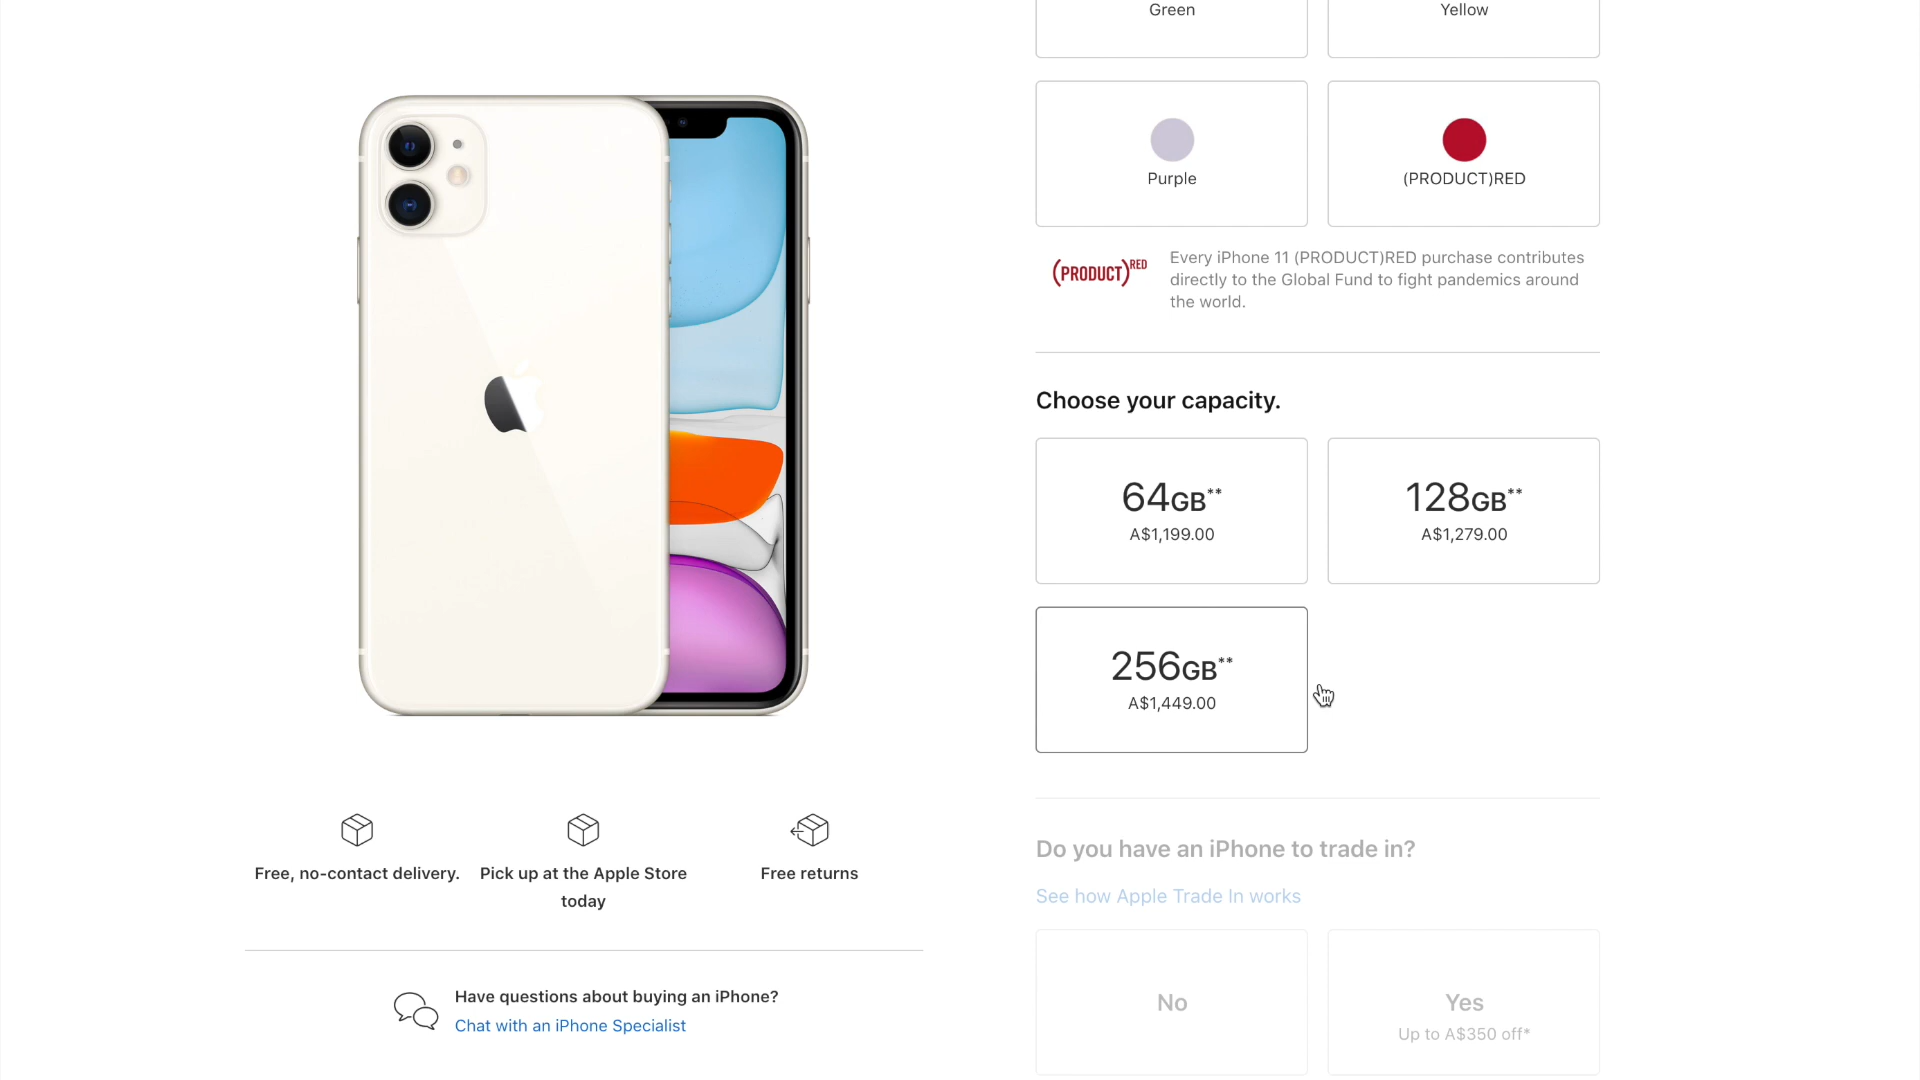 Green
Yellow
Purple
(PRODUCT)RED
(PRODUCT)RED
Every iPhone 11 (PRODUCT)RED purchase contributes
directly to the Global Fund to fight pandemics around
the world.
Choose your capacity.
64GB**
A$1,199.00
128GB**
A$1,279.00
256GB**
A$1,449.00
Free, no-contact delivery.
Pick up at the Apple Store
today
Free returns
Have questions about buying an iPhone?
Chat with an iPhone Specialist
Do you have an iPhone to trade in?
See how Apple Trade In works
No
Yes
Up to A$350 off*